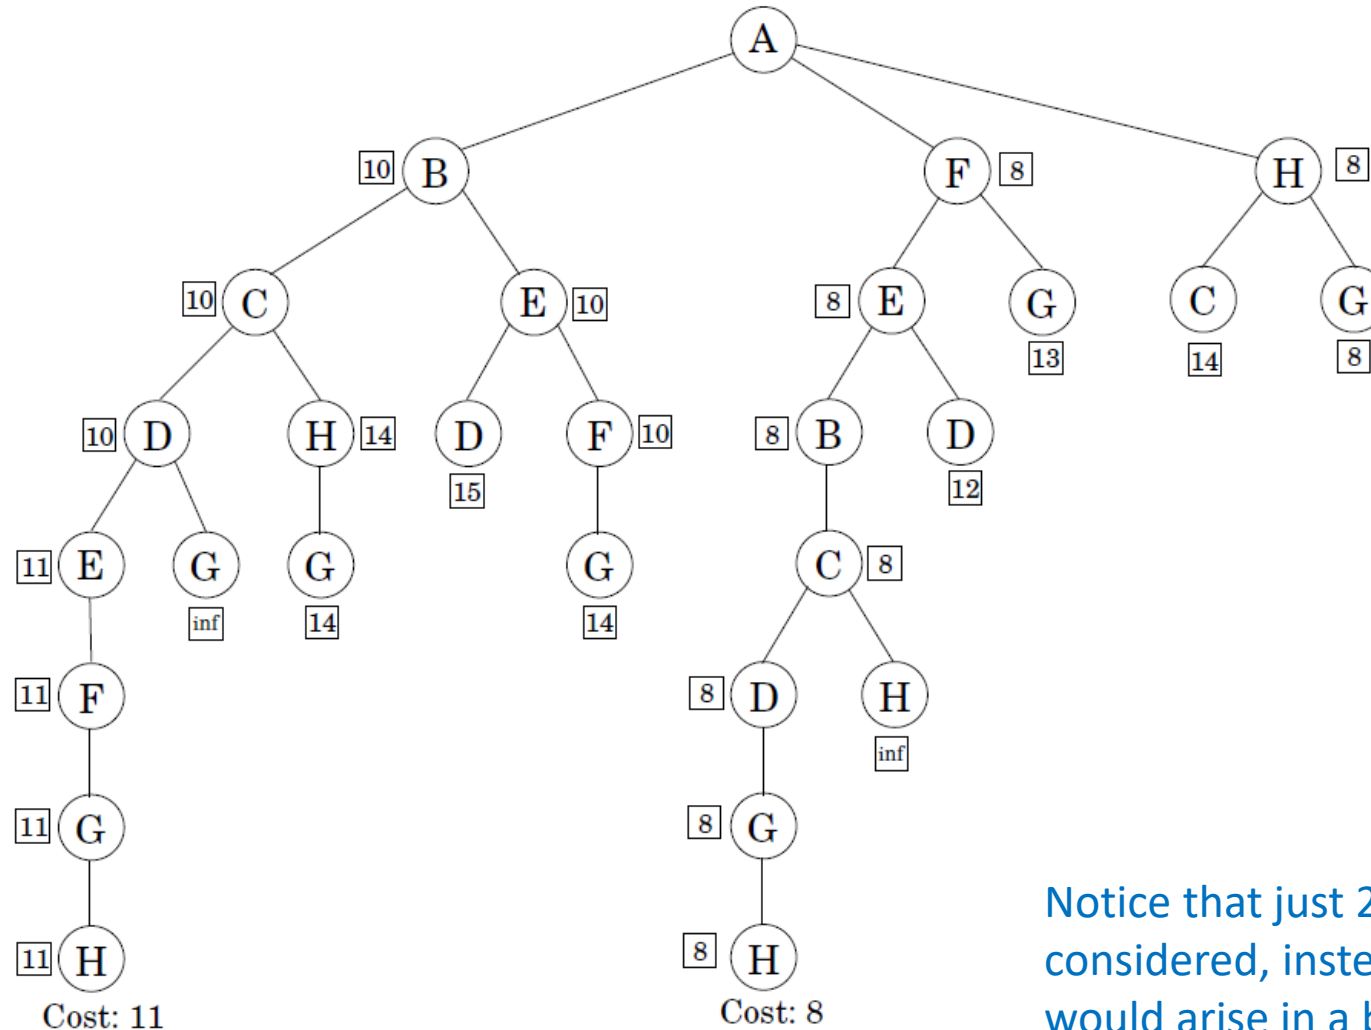 A
10 B F 8 H 8
10 C E 10 8 E G C G
13 14 8
10 D H 14 D F 10 8 B D
15 12
11 E G G G C 8
inf 14 14
11 F 8 D H
inf
11 G 8 G
11 H 8 H
Cost: 11 Cost: 8
Notice that just 2
considered, inste
would arise in a b